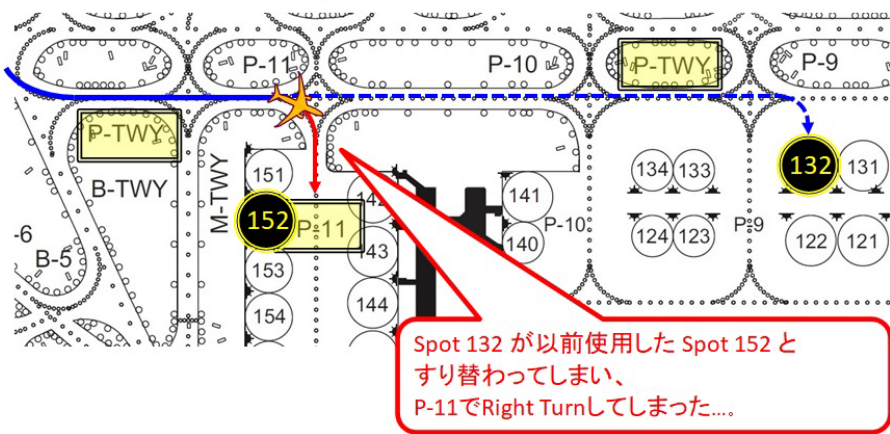 P-11
P-10
P-TWY
P-9
P-TWY
B-TWY
M-TWY
151
152
P-11
142
143
144
153
154
-6
B-5
141
140
P-10
134
133
124
123
P-9
132
131
122
121
Spot 132 が以前使用した Spot 152 と
すり替わってしまい、
P-11でRight Turnしてしまった…。